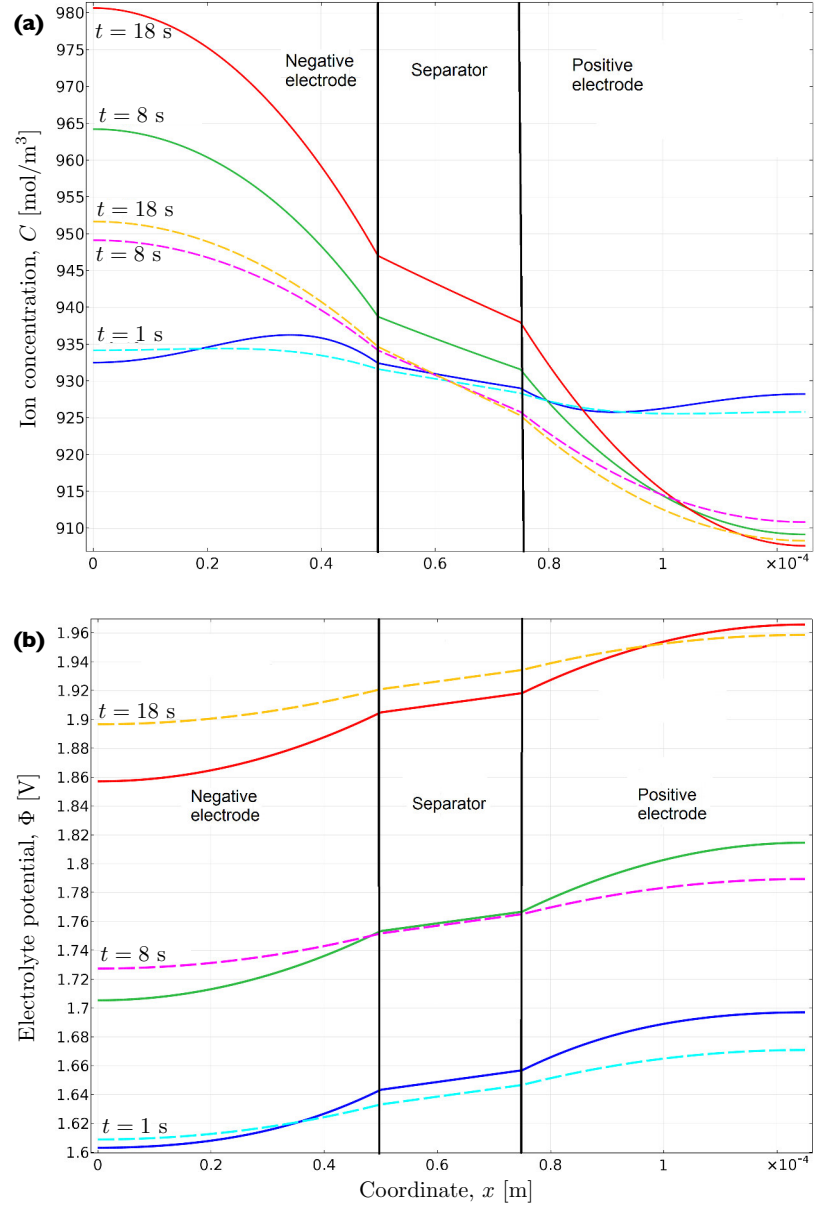 (a)
980
975
970
965
960
955
950
945
940
935
930
925
920
915
910
Ion concentration, C [mol/m³]
t = 18 s
t = 8 s
t = 18 s
t = 8 s
t = 1 s
Negative
electrode
Separator
Positive
electrode
0
0.2
0.4
0.6
0.8
1
×10⁻⁴
(b)
1.96
1.94
1.92
1.9
1.88
1.86
1.84
1.82
1.8
1.78
1.76
1.74
1.72
1.7
1.68
1.66
1.64
1.62
1.6
Electrolyte potential, Φ [V]
t = 18 s
Negative
electrode
Separator
Positive
electrode
t = 8 s
t = 1 s
0
0.2
0.4
0.6
0.8
1
×10⁻⁴
Coordinate, x [m]